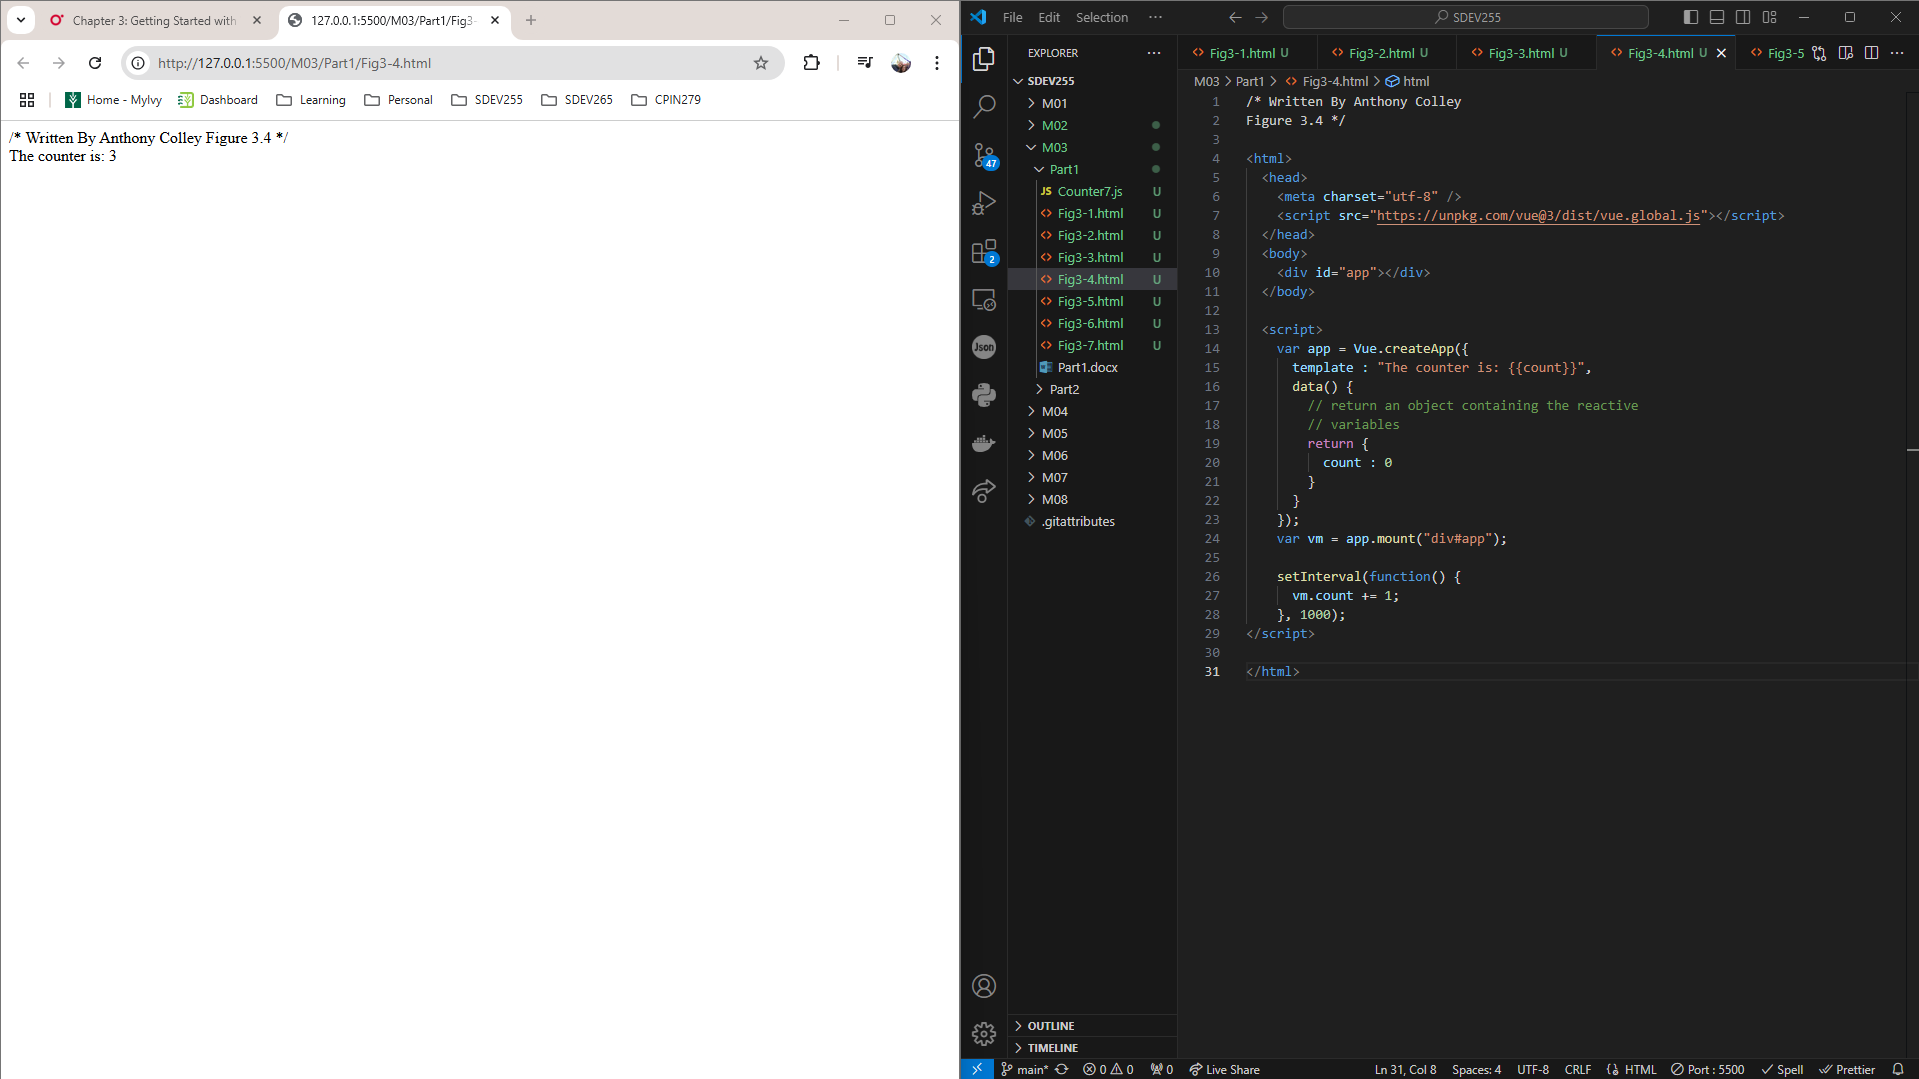 Chapter 3: Getting Started with
127.0.0.1:5500/M03/Part1/Fig3-
http://127.0.0.1:5500/M03/Part1/Fig3-4.html
Home - MyIvy
Dashboard
Learning
Personal
SDEV255
SDEV265
CPIN279
/* Written By Anthony Colley Figure 3.4 */
The counter is: 3
File Edit Selection ···
SDEV255
EXPLORER
SDEV255
M01
M02
M03
Part1
JS Counter7.js U
Fig3-1.html U
Fig3-2.html U
Fig3-3.html U
Fig3-4.html U
Fig3-5.html U
Fig3-6.html U
Fig3-7.html U
Part1.docx
Part2
M04
M05
M06
M07
M08
.gitattributes
47
2
Json
OUTLINE
TIMELINE
Fig3-1.html U
Fig3-2.html U
Fig3-3.html U
Fig3-4.html U
Fig3-5
M03 > Part1 > Fig3-4.html > html
1 /* Written By Anthony Colley
2 Figure 3.4 */
3
4 <html>
5 <head>
6 <meta charset="utf-8" />
7 <script src="https://unpkg.com/vue@3/dist/vue.global.js"></script>
8 </head>
9 <body>
10 <div id="app"></div>
11 </body>
12
13 <script>
14 var app = Vue.createApp({
15 template : "The counter is: {{count}}",
16 data() {
17 // return an object containing the reactive
18 // variables
19 return {
20 count : 0
21 }
22 }
23 });
24 var vm = app.mount("div#app");
25
26 setInterval(function() {
27 vm.count += 1;
28 }, 1000);
29 </script>
30
31 </html>
main* 0 0 0 Live Share Ln 31, Col 8 Spaces: 4 UTF-8 CRLF HTML Port : 5500 Spell Prettier